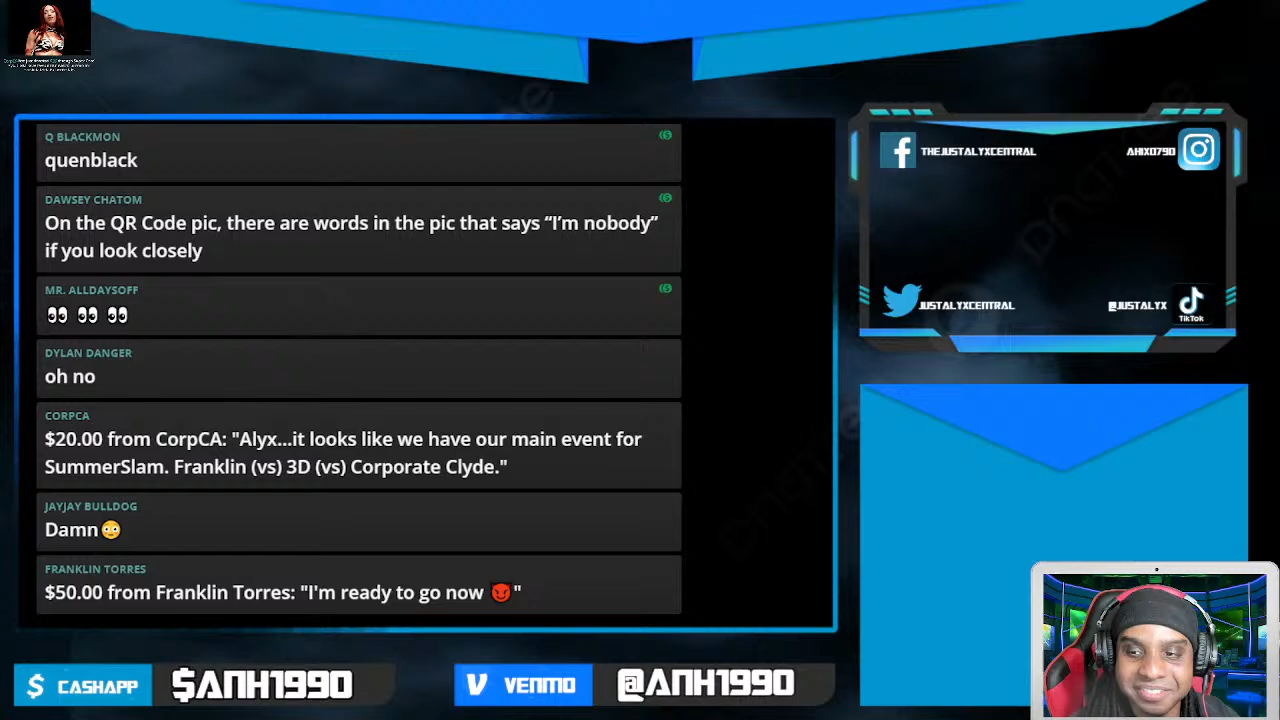 Q BLACKMON
quenblack
DAWSEY CHATOM
On the QR Code pic, there are words in the pic that says “I’m nobody”
if you look closely
MR. ALLDAYSOFF
👀 👀 👀
DYLAN DANGER
oh no
CORPCA
$20.00 from CorpCA: "Alyx...it looks like we have our main event for
SummerSlam. Franklin (vs) 3D (vs) Corporate Clyde."
JAYJAY BULLDOG
Damn😳
FRANKLIN TORRES
$50.00 from Franklin Torres: "I'm ready to go now 😈"
THEJUSTALYXCENTRAL
AHIX0790
JUSTALYXCENTRAL
@JUSTALYX
TikTok
$ CASHAPP
$ANH1990
V VENMO
@ANH1990